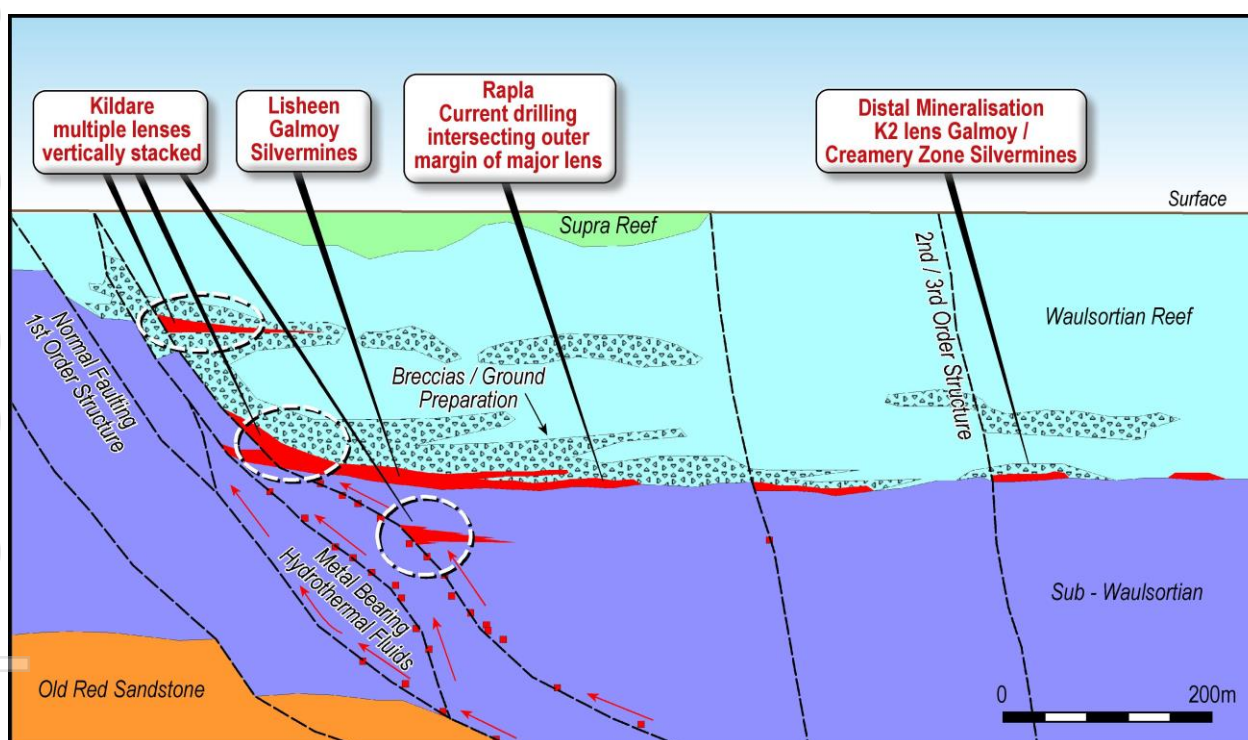 Kildare
multiple lenses
vertically stacked
Lisheen
Galmoy
Silvermines
Rapla
Current drilling
intersecting outer
margin of major lens
Distal Mineralisation
K2 lens Galmoy /
Creamery Zone Silvermines
Surface
Supra Reef
Waulsortian Reef
Normal Faulting
1st Order Structure
2nd / 3rd Order Structure
Breccias / Ground
Preparation
Metal Bearing
Hydrothermal Fluids
Sub - Waulsortian
Old Red Sandstone
0 200m